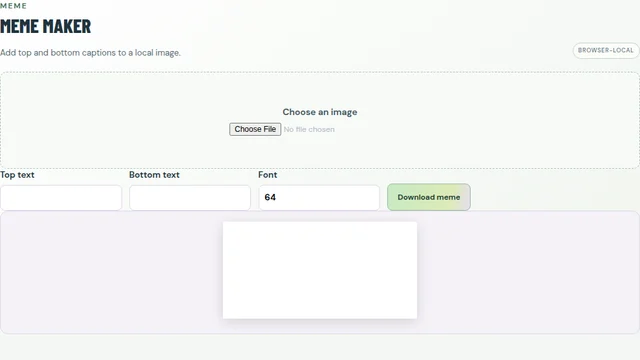 MEME
MEME MAKER
Add top and bottom captions to a local image.
BROWSER-LOCAL
Choose an image
Choose File No file chosen
Top text
Bottom text
Font
64
Download meme